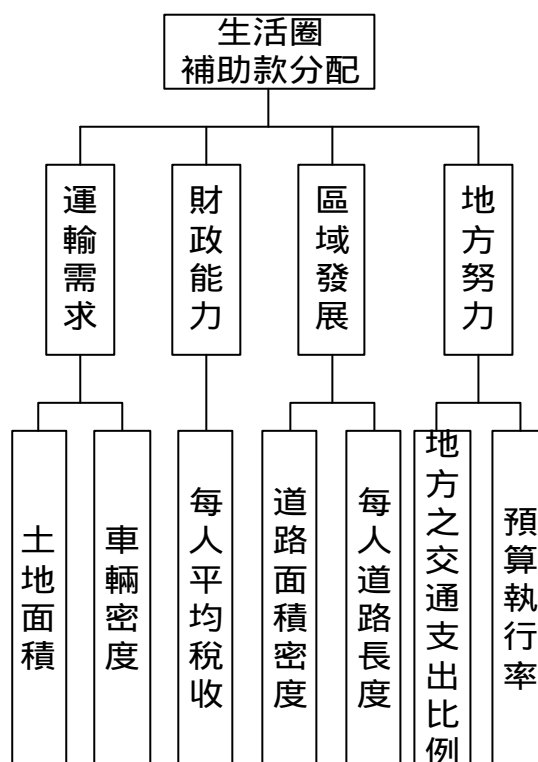 生活圈
補助款分配
運輸需求
財政能力
區域發展
地方努力
土地面積
車輛密度
每人平均稅收
道路面積密度
每人道路長度
地方之交通支出比例
預算執行率